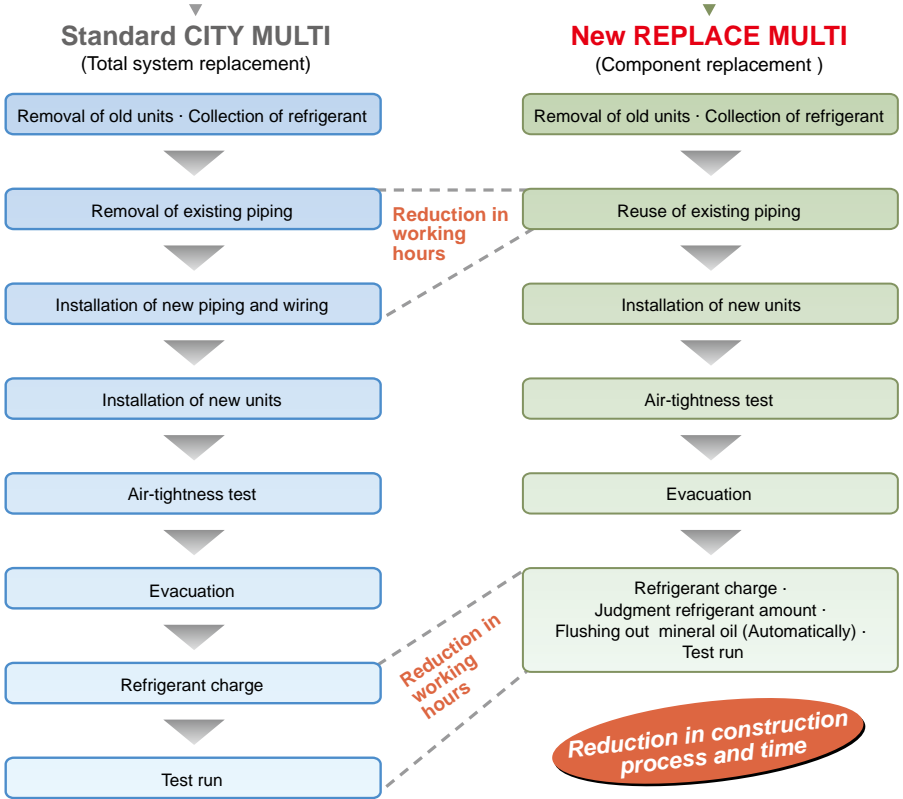 Standard CITY MULTI
(Total system replacement)
Removal of old units · Collection of refrigerant
Removal of existing piping
Installation of new piping and wiring
Installation of new units
Air-tightness test
Evacuation
Refrigerant charge
Test run
Reduction in
working
hours
Reduction in
working
hours
New REPLACE MULTI
(Component replacement )
Removal of old units · Collection of refrigerant
Reuse of existing piping
Installation of new units
Air-tightness test
Evacuation
Refrigerant charge ·
Judgment refrigerant amount ·
Flushing out mineral oil (Automatically) ·
Test run
Reduction in construction
process and time